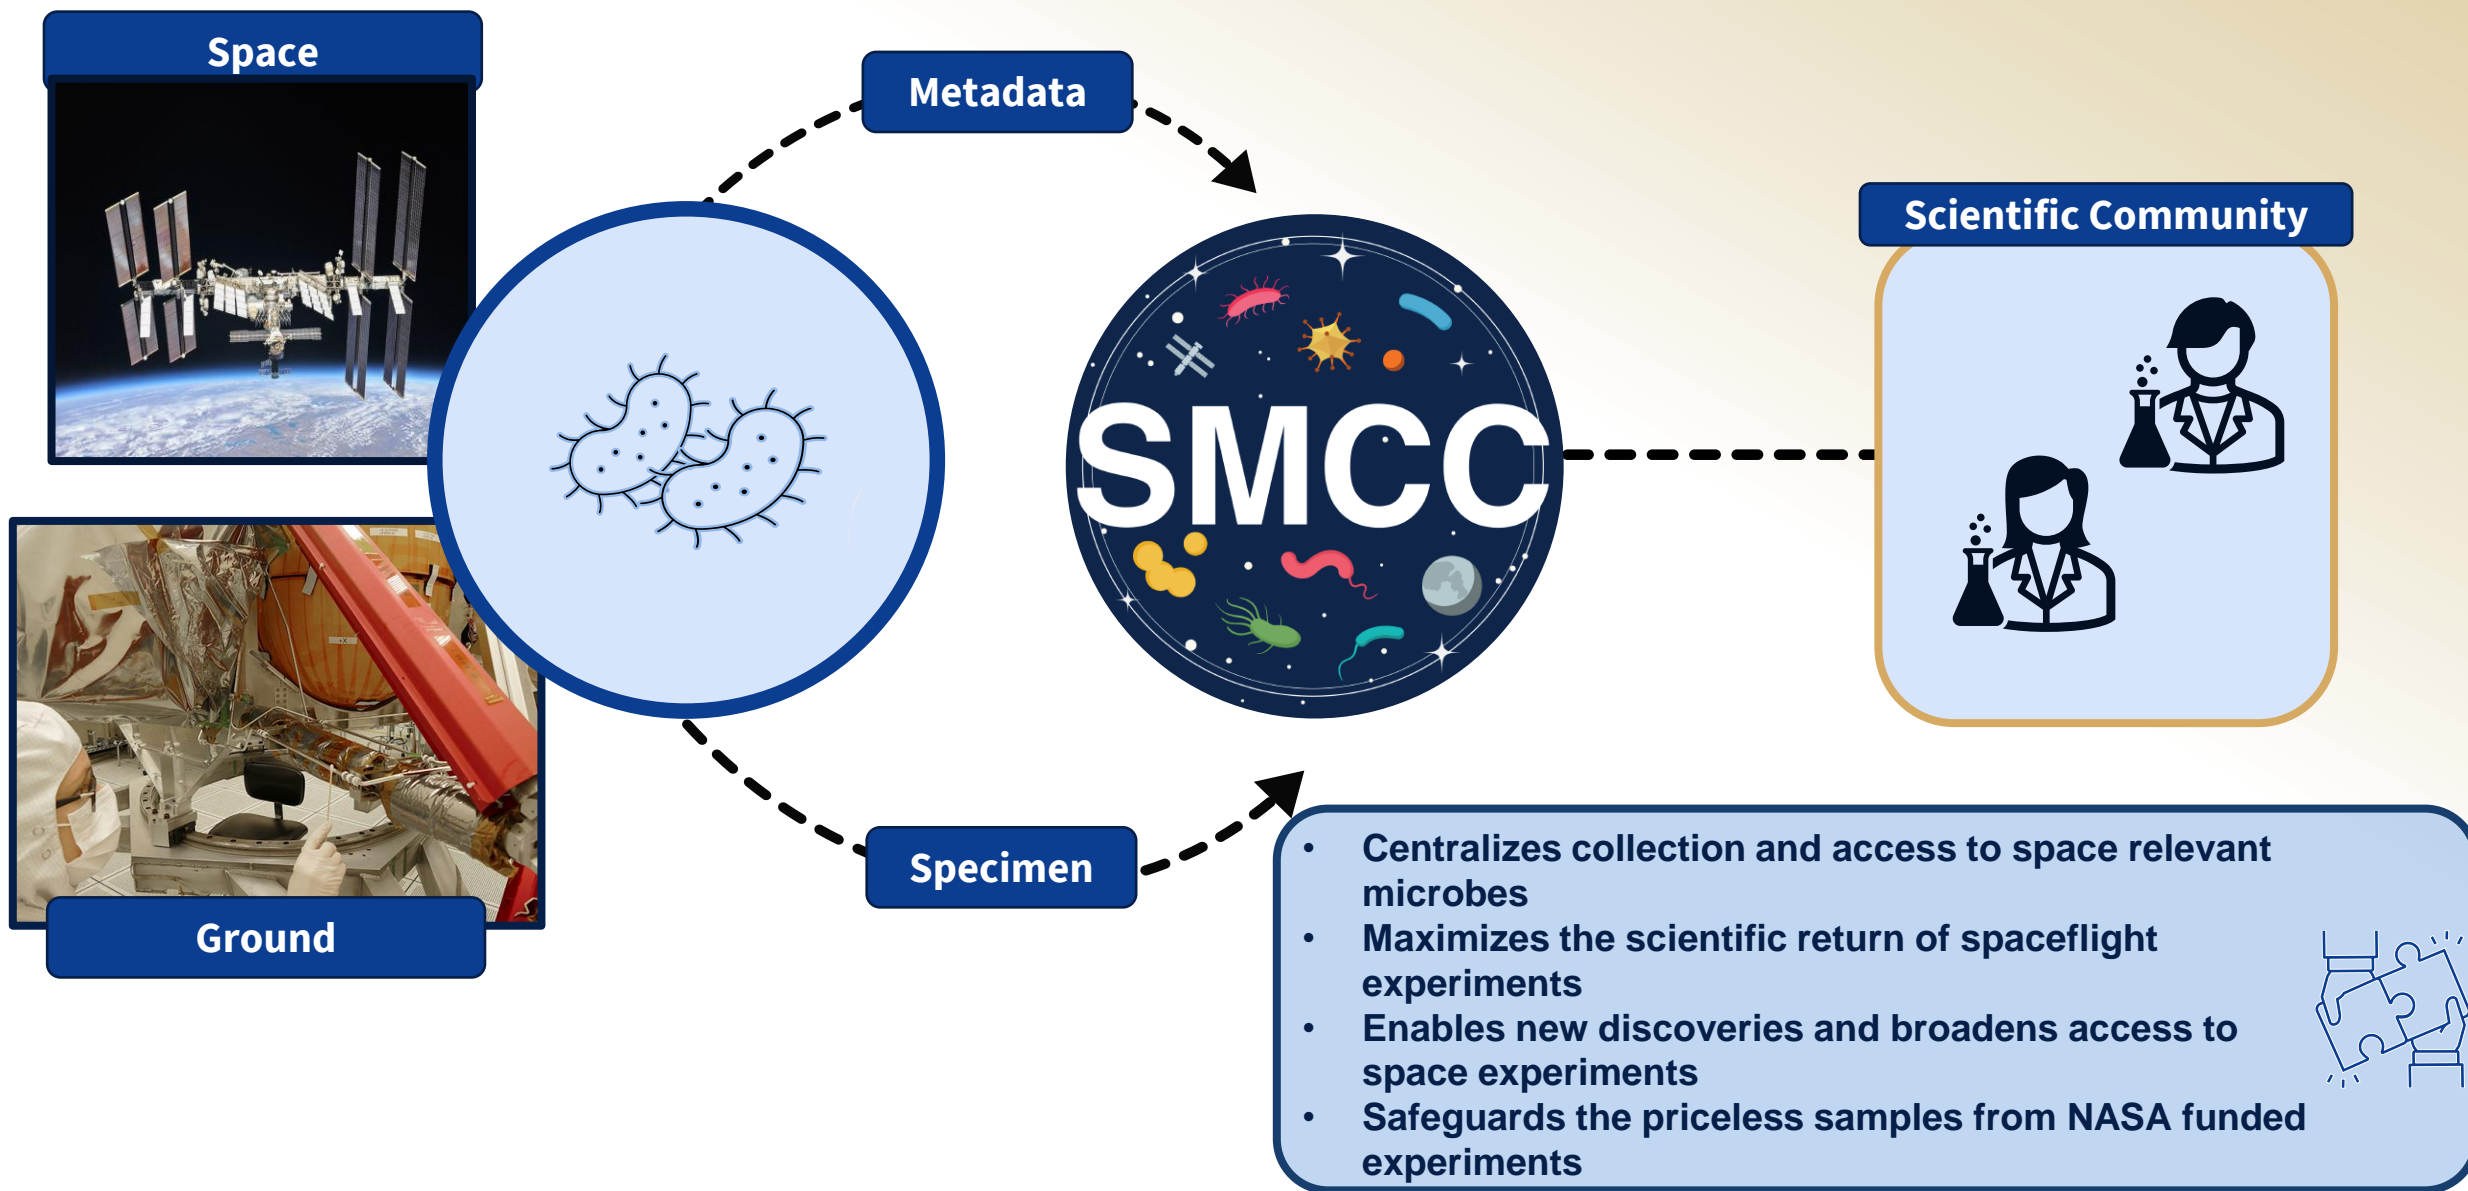 Space
Metadata
Scientific Community
SMCC
Specimen
Ground
• Centralizes collection and access to space relevant
microbes
• Maximizes the scientific return of spaceflight
experiments
• Enables new discoveries and broadens access to
space experiments
• Safeguards the priceless samples from NASA funded
experiments